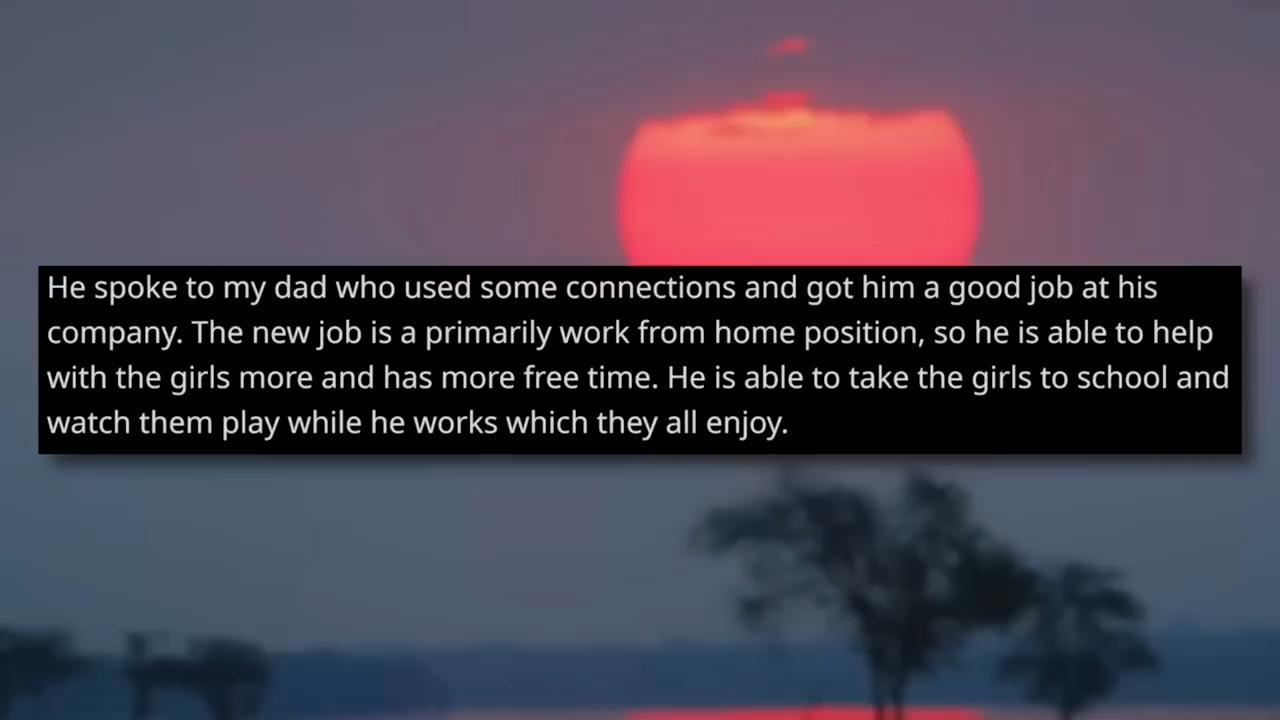 He spoke to my dad who used some connections and got him a good job at his
company. The new job is a primarily work from home position, so he is able to help
with the girls more and has more free time. He is able to take the girls to school and
watch them play while he works which they all enjoy.